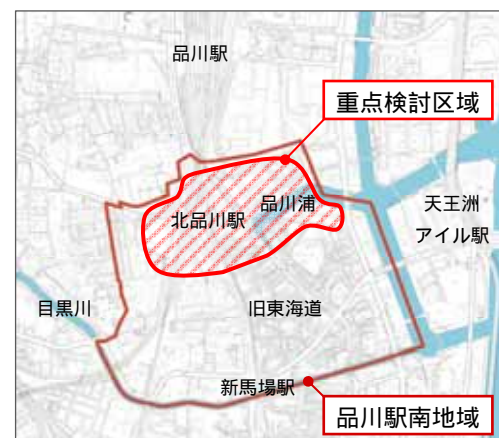 品川駅
重点検討区域
品川浦
北品川駅
天王洲
アイル駅
目黒川
旧東海道
新馬場駅
品川駅南地域